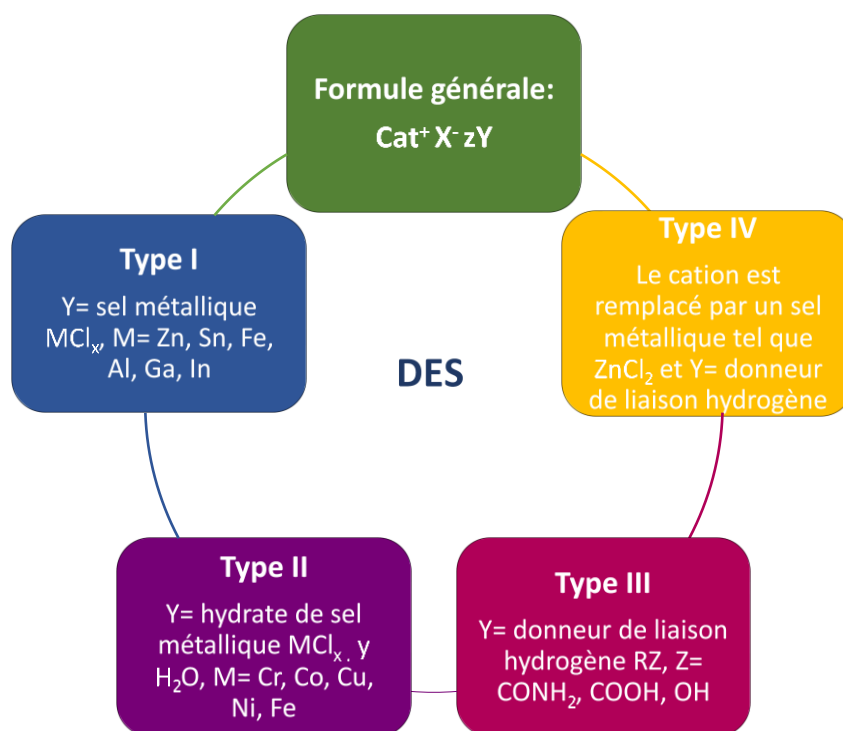 Formule générale:
Cat⁺ X⁻ zY
Type I
Y= sel métallique
MClₓ, M= Zn, Sn, Fe,
Al, Ga, In
Type IV
Le cation est
remplacé par un sel
métallique tel que
ZnCl₂ et Y= donneur
de liaison hydrogène
DES
Type II
Y= hydrate de sel
métallique MClₓ . y
H₂O, M= Cr, Co, Cu,
Ni, Fe
Type III
Y= donneur de liaison
hydrogène RZ, Z=
CONH₂, COOH, OH